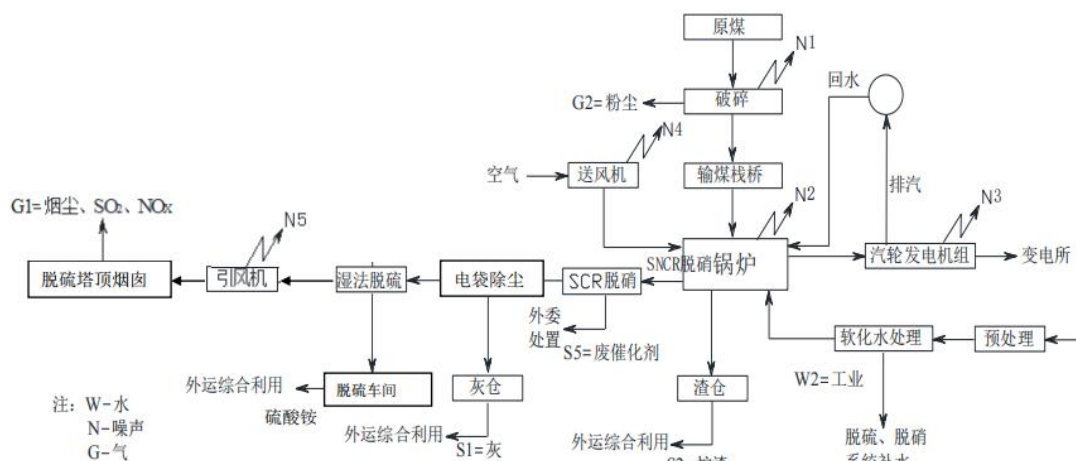 原煤
N1
回水
G2=粉尘
破碎
N4
空气
送风机
输煤栈桥
排汽
G1=烟尘、SO2、NOx
N5
N2
N3
脱硫塔顶烟囱
引风机
湿法脱硫
电袋除尘
SCR脱硝
SNCR脱硝锅炉
汽轮发电机组
变电所
外委
处置
S5=废催化剂
软化水处理
预处理
W2=工业
外运综合利用
脱硫车间
硫酸铵
灰仓
渣仓
外运综合利用
S1=灰
外运综合利用
脱硫、脱硝
系统补水
注：W-水
N-噪声
G-气